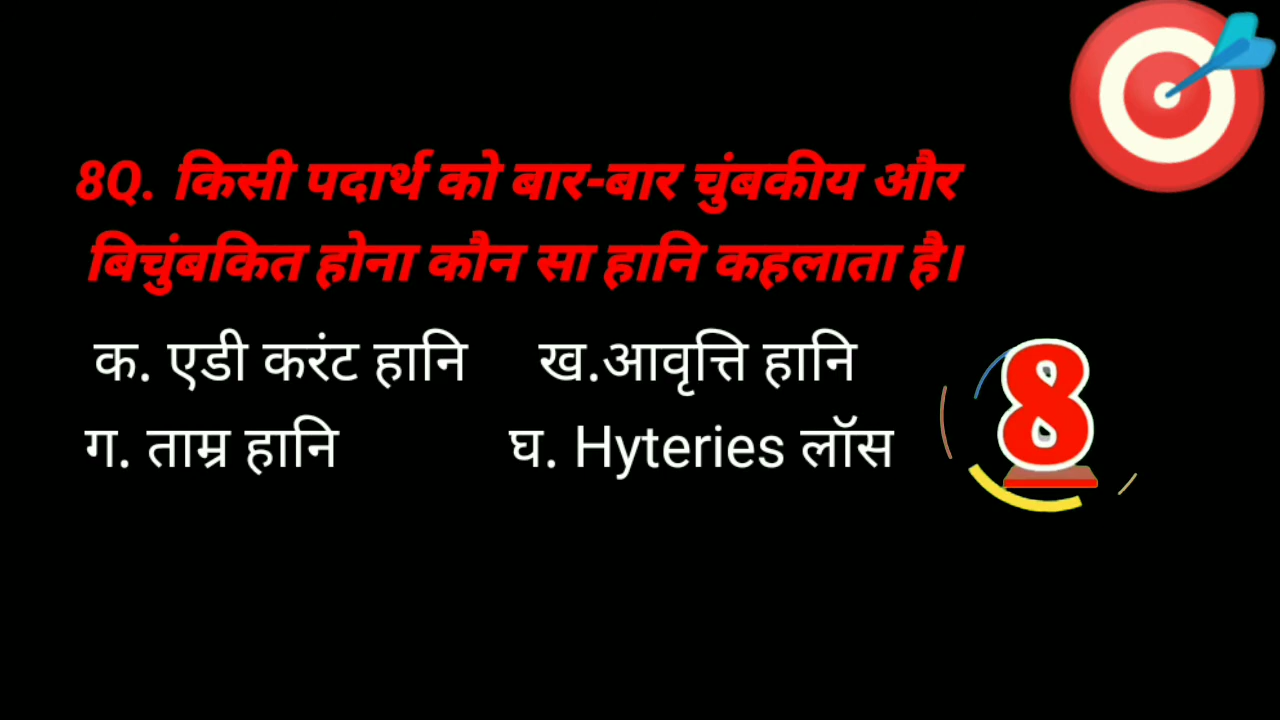 8Q. किसी पदार्थ को बार-बार चुंबकीय और
बिचुंबकित होना कौन सा हानि कहलाता है।
क. एडी करंट हानि ख.आवृत्ति हानि
ग. ताम्र हानि घ. Hyteries लॉस
8